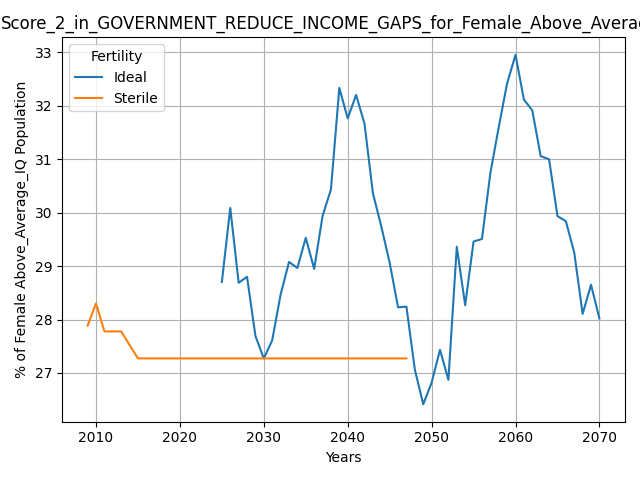 Score_2_in_GOVERNMENT_REDUCE_INCOME_GAPS_for_Female_Above_Avera
Fertility
Ideal
Sterile
% of Female Above_Average_IQ Population
33
32
31
30
29
28
27
2010 2020 2030 2040 2050 2060 2070
Years